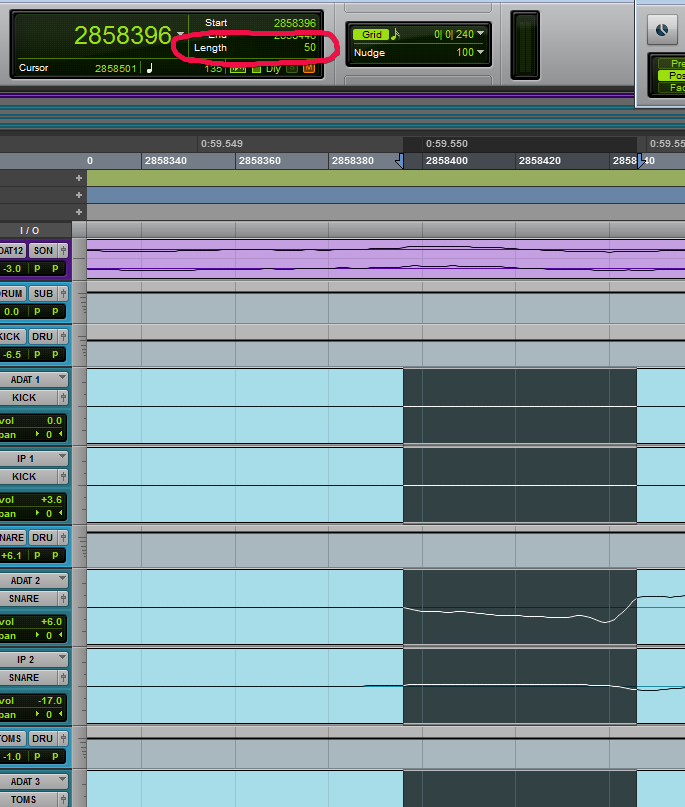 Start 2858396
2858396 End 2858446
Length 50
Cursor 2858501 135 Dly S M
Grid 0| 0| 240
Nudge 100
Pre
Pos
Fad
0:59.549 0:59.550 0:59.55
0 2858340 2858360 2858380 2858400 2858420 2858440
I / O
DAT12 SON
-3.0 P P
DRUM SUB
0.0 P P
KICK DRU
-6.5 P P
ADAT 1
KICK
vol 0.0
pan 0
IP 1
KICK
vol +3.6
pan 0
NARE DRU
+6.1 P P
ADAT 2
SNARE
vol +6.0
pan 0
IP 2
SNARE
vol -17.0
pan 0
TOMS DRU
-1.0 P P
ADAT 3
TOMS